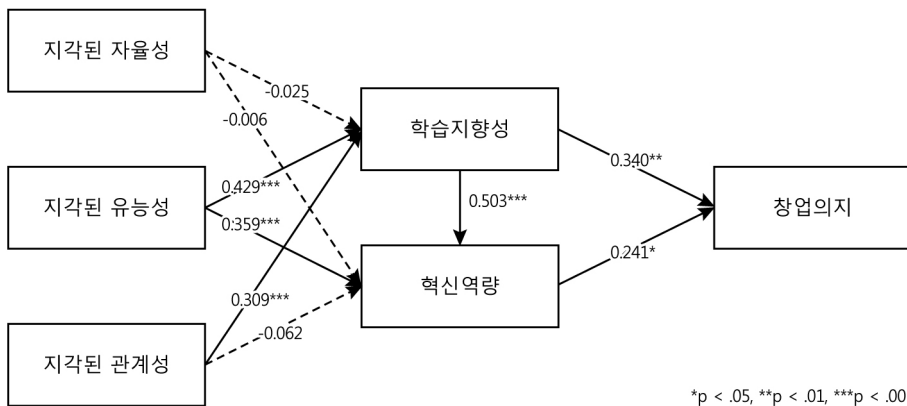 지각된 자율성
-0.025
-0.006
학습지향성
0.340**
지각된 유능성
0.429***
0.503***
창업의지
0.359***
0.241*
혁신역량
0.309***
-0.062
지각된 관계성
*p < .05, **p < .01, ***p < .00